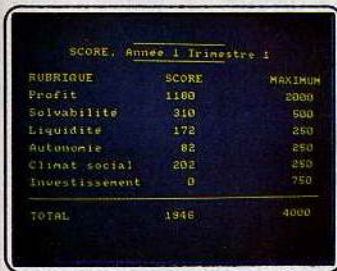 SCORE, Année 1 Trimestre 1
RUBRIQUE SCORE MAXIMUM
Profit 1180 2000
Solvabilité 310 500
Liquidité 172 250
Autonomie 82 250
Climat social 202 250
Investissement 0 750
TOTAL 1946 4000